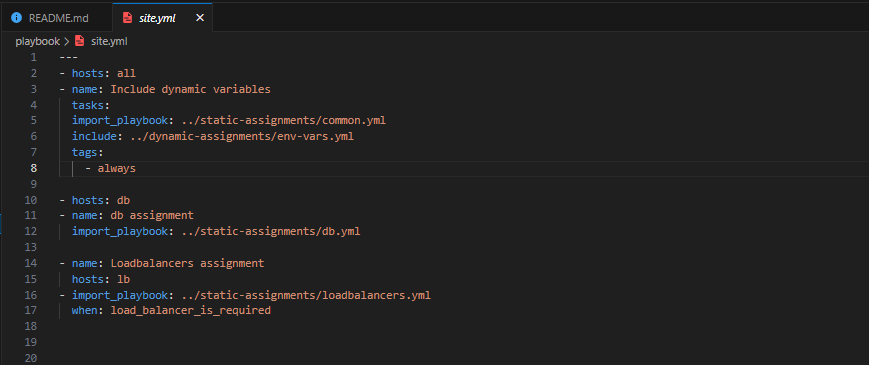 README.md site.yml
playbook > site.yml
1 ---
2 - hosts: all
3 - name: Include dynamic variables
4 tasks:
5 import_playbook: ../static-assignments/common.yml
6 include: ../dynamic-assignments/env-vars.yml
7 tags:
8 - always
9
10 - hosts: db
11 - name: db assignment
12 import_playbook: ../static-assignments/db.yml
13
14 - name: Loadbalancers assignment
15 hosts: lb
16 - import_playbook: ../static-assignments/loadbalancers.yml
17 when: load_balancer_is_required
18
19
20